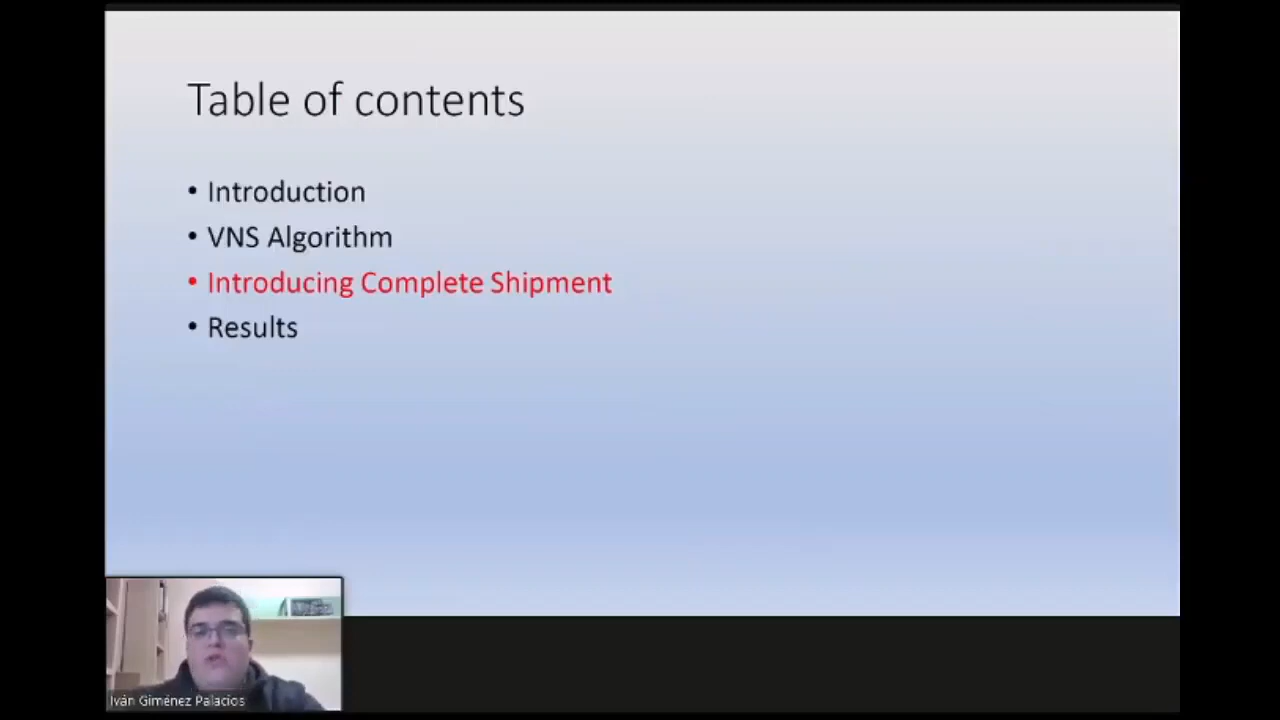 Table of contents
• Introduction
• VNS Algorithm
• Introducing Complete Shipment
• Results
Iván Giménez Palacios